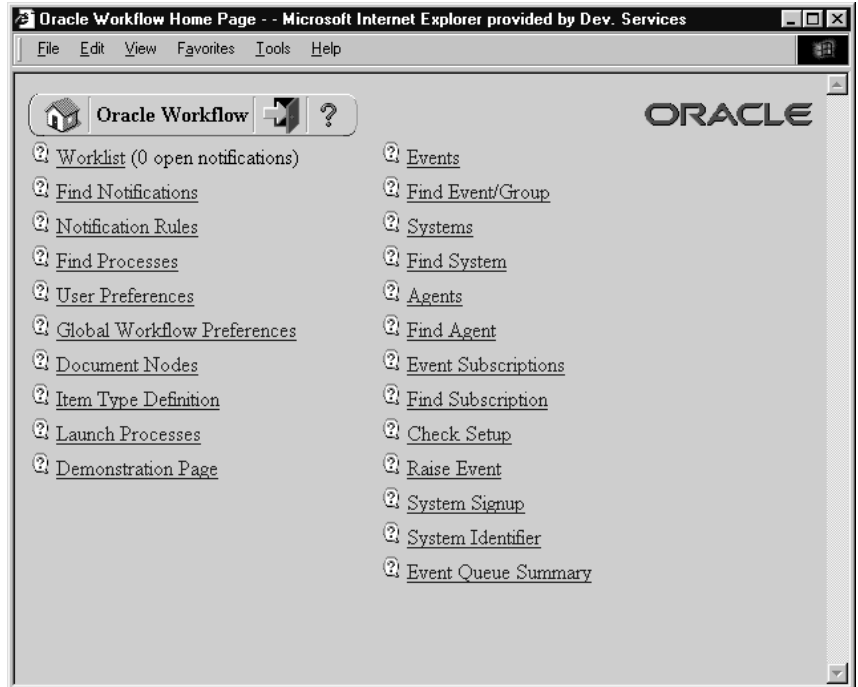 Oracle Workflow Home Page - - Microsoft Internet Explorer provided by Dev. Services
File Edit View Favorites Tools Help
Oracle Workflow ?
ORACLE
Worklist (0 open notifications)
Find Notifications
Notification Rules
Find Processes
User Preferences
Global Workflow Preferences
Document Nodes
Item Type Definition
Launch Processes
Demonstration Page
Events
Find Event/Group
Systems
Find System
Agents
Find Agent
Event Subscriptions
Find Subscription
Check Setup
Raise Event
System Signup
System Identifier
Event Queue Summary